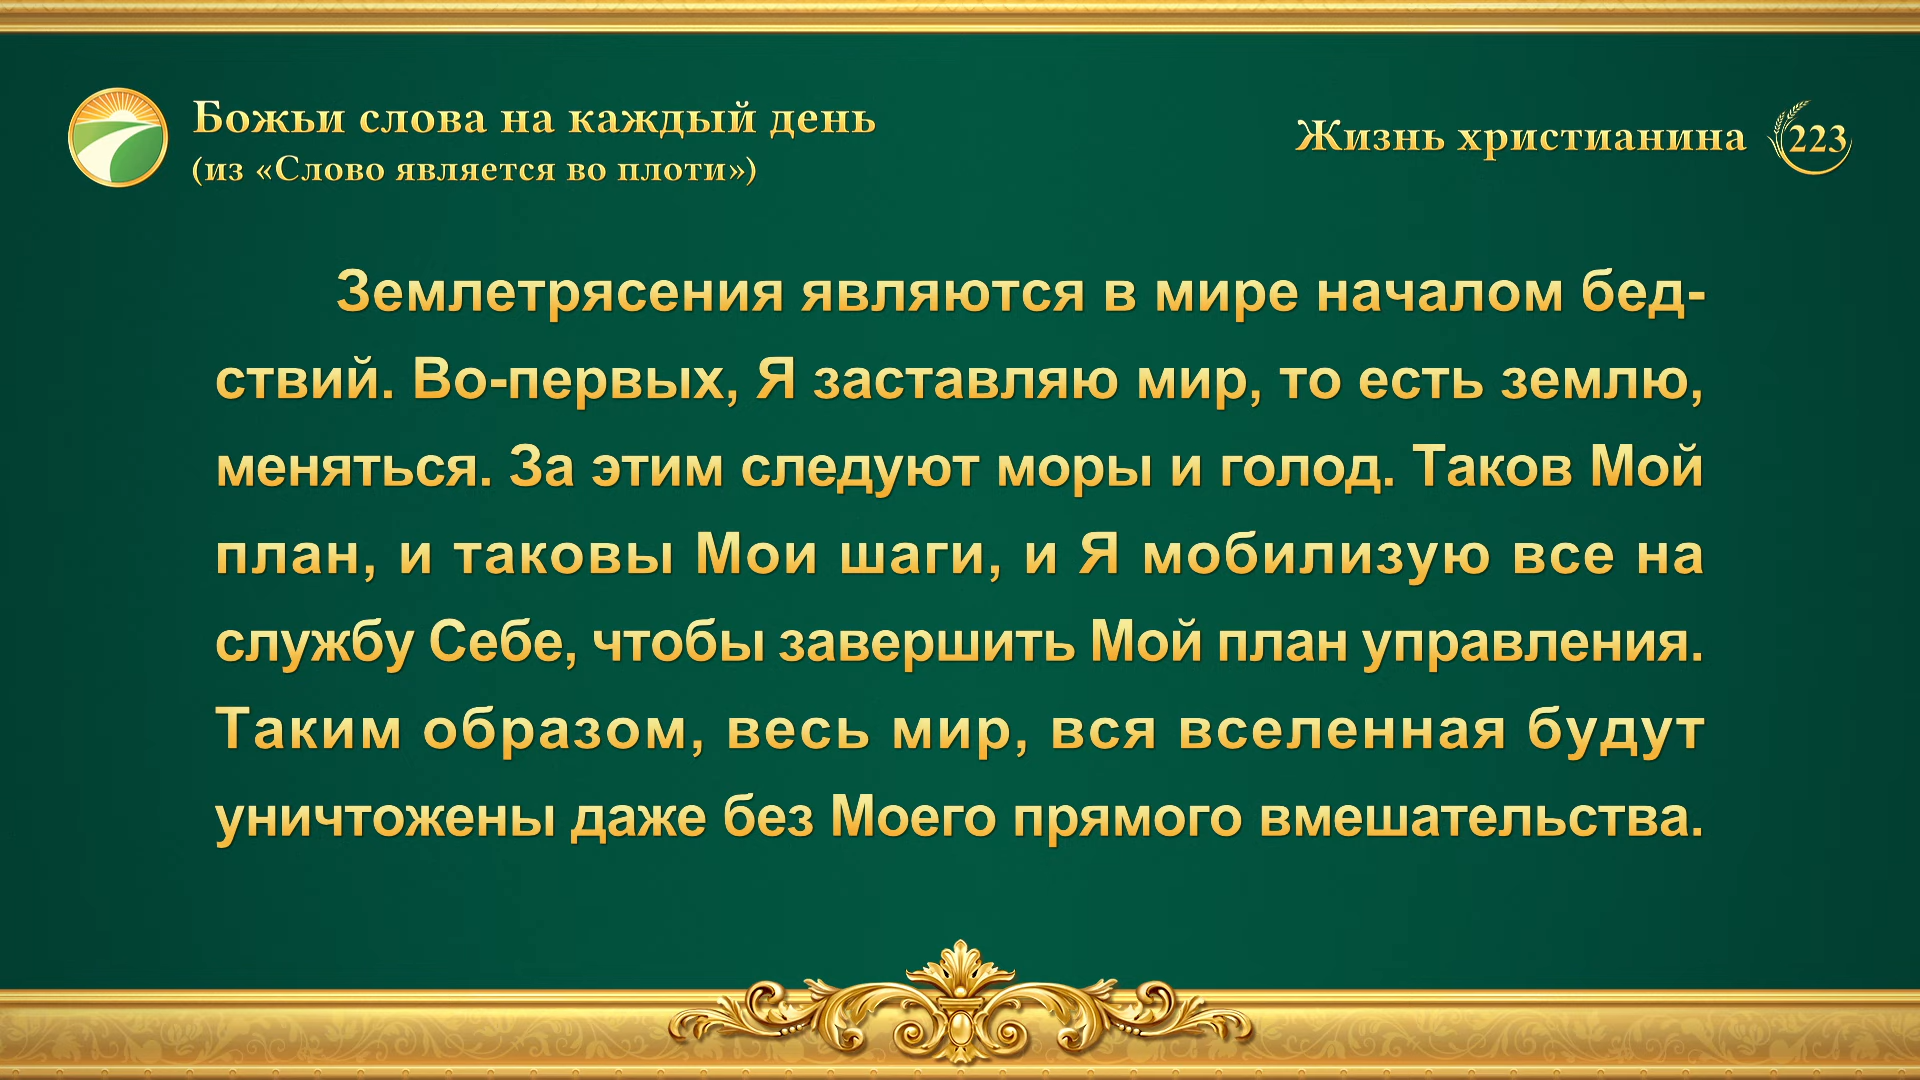 Божьи слова на каждый день
(из «Слово является во плоти»)
Жизнь христианина 223
Землетрясения являются в мире началом бед-
ствий. Во-первых, Я заставляю мир, то есть землю,
меняться. За этим следуют моры и голод. Таков Мой
план, и таковы Мои шаги, и Я мобилизую все на
службу Себе, чтобы завершить Мой план управления.
Таким образом, весь мир, вся вселенная будут
уничтожены даже без Моего прямого вмешательства.